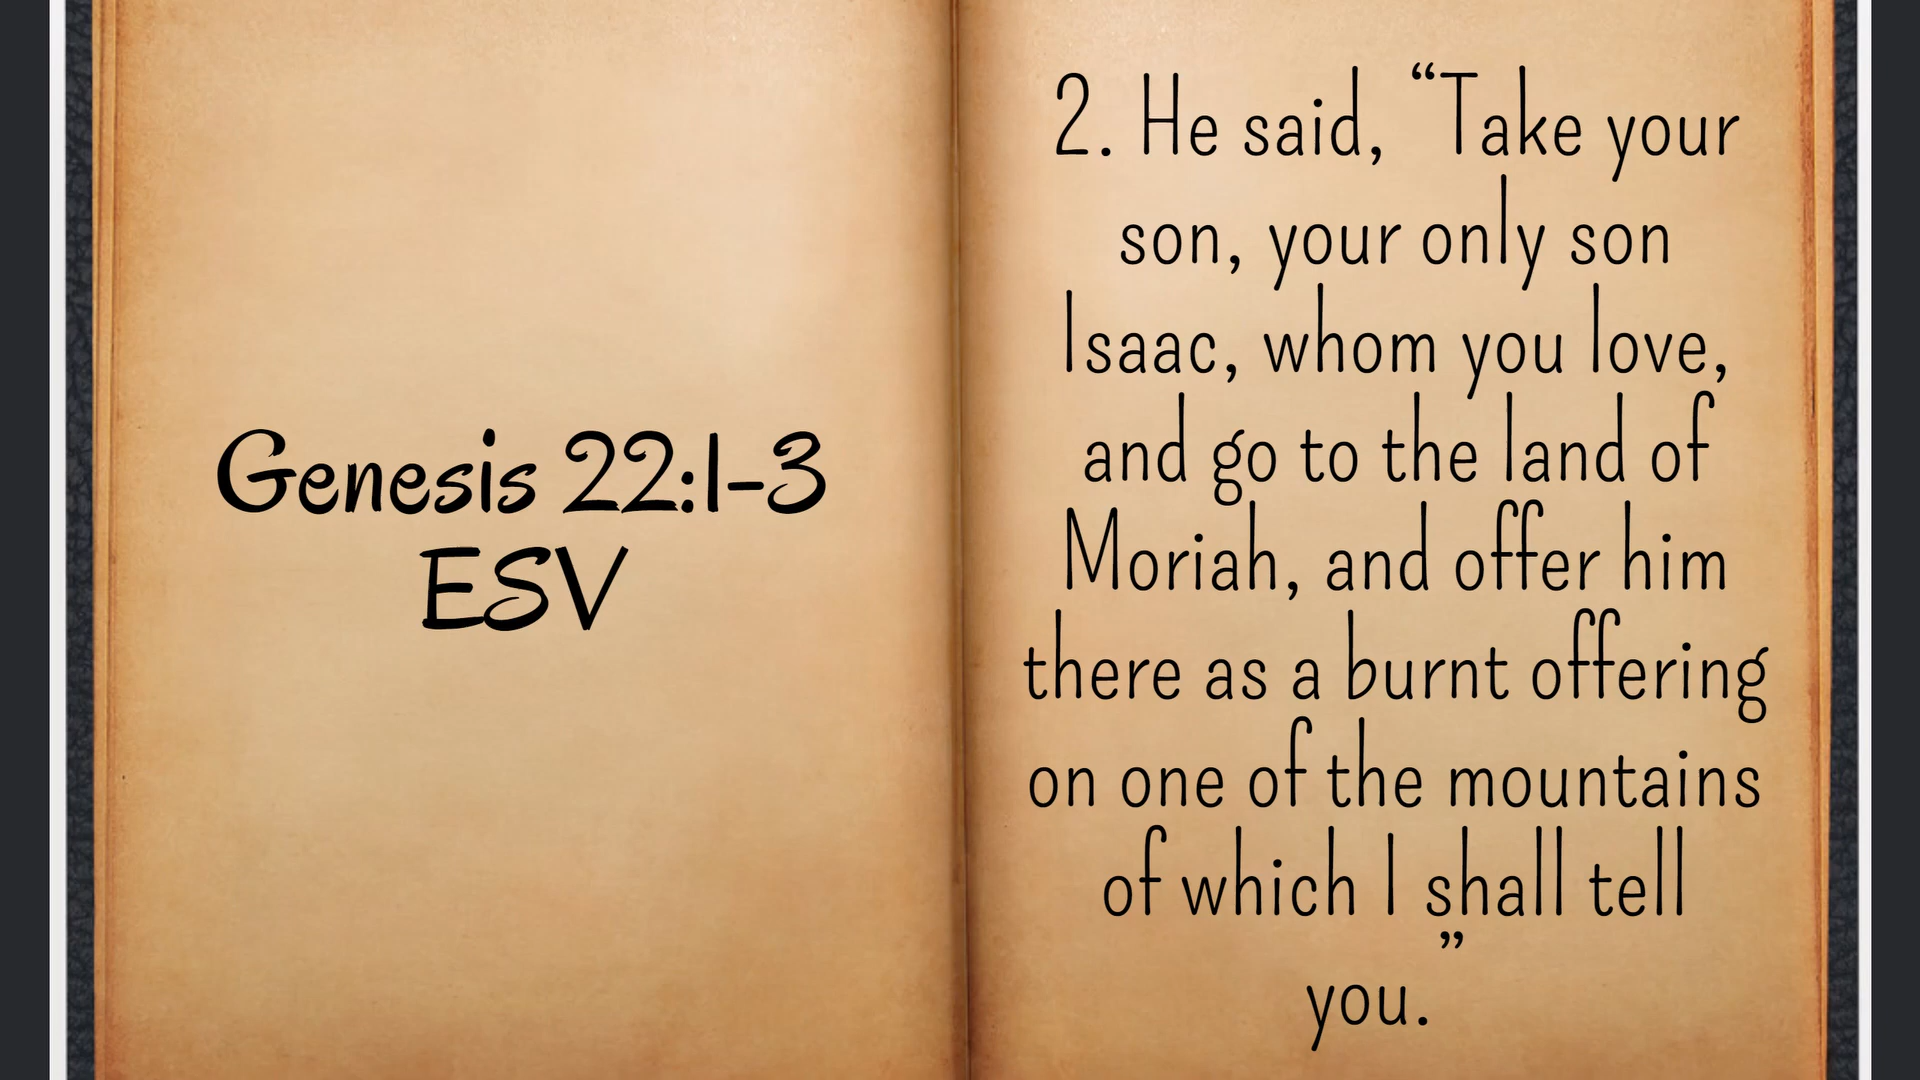 Genesis 22:1-3
ESV
2. He said, “Take your
son, your only son
Isaac, whom you love,
and go to the land of
Moriah, and offer him
there as a burnt offering
on one of the mountains
of which I shall tell
you.”